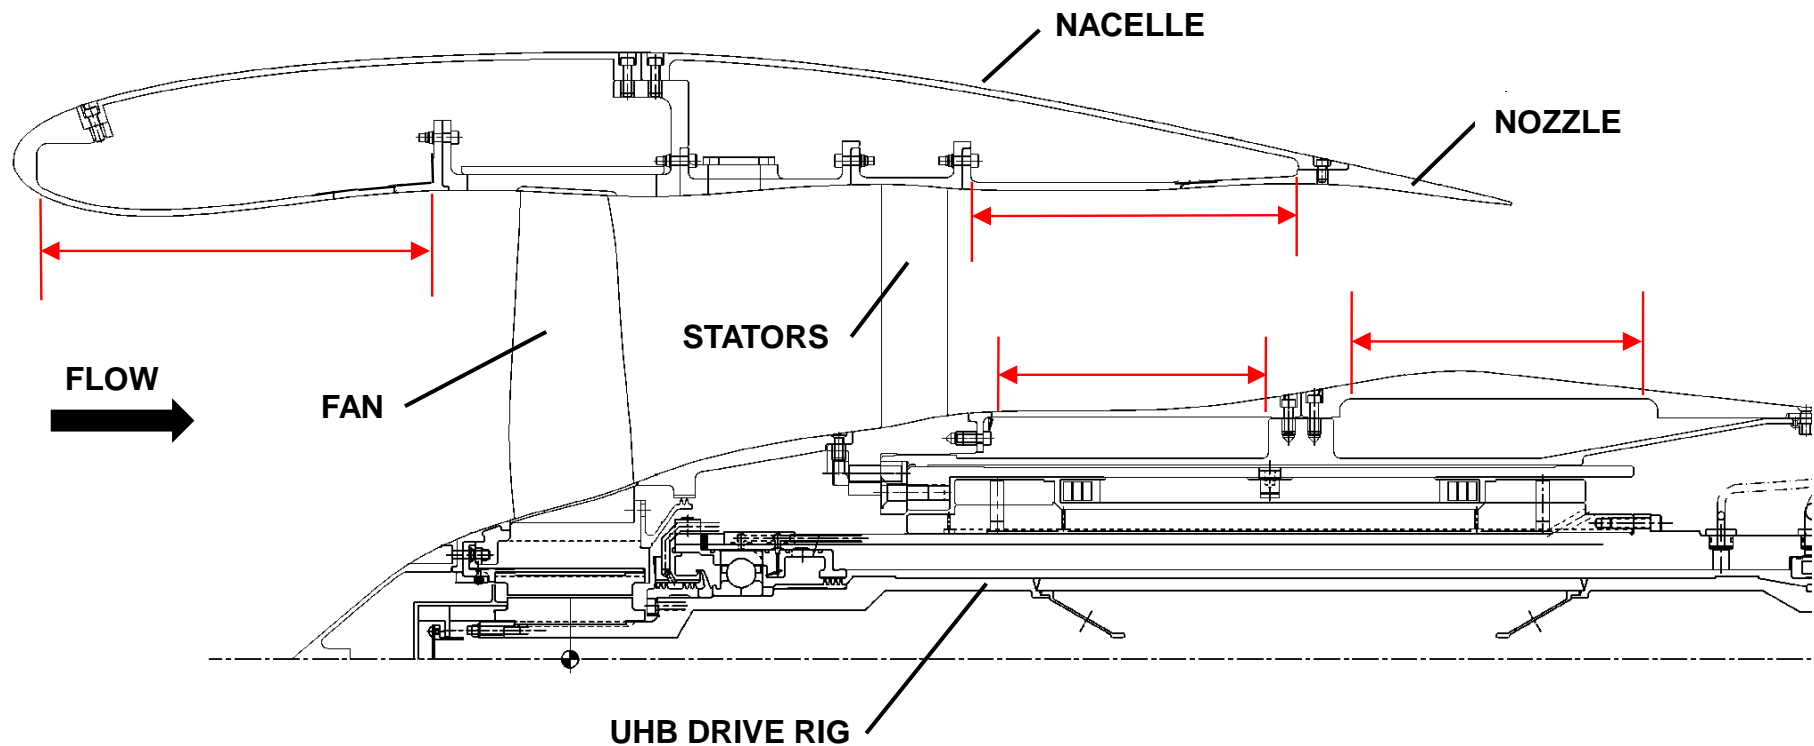 NACELLE
NOZZLE
STATORS
FLOW
FAN
UHB DRIVE RIG